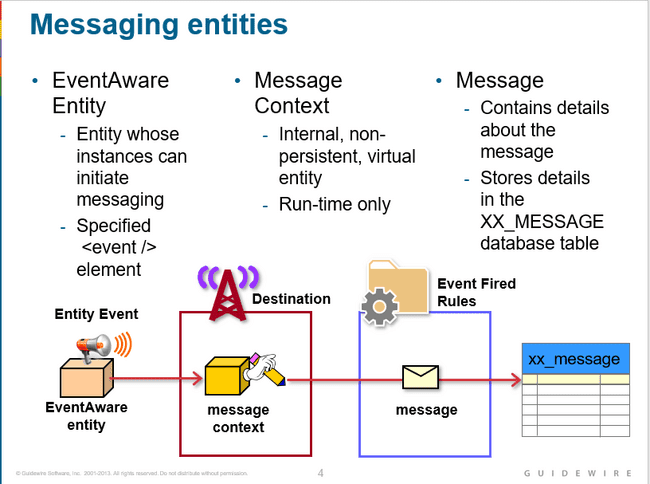 Messaging entities
• EventAware
Entity
- Entity whose
instances can
initiate
messaging
- Specified
<event />
element
• Message
Context
- Internal, non-
persistent, virtual
entity
- Run-time only
• Message
- Contains details
about the
message
- Stores details
in the
XX_MESSAGE
database table
Entity Event
EventAware
entity
Destination
message
context
Event Fired
Rules
message
xx_message
© Guidewire Software, Inc. 2001-2013. All rights reserved. Do not distribute without permission.
4
GUIDEWIRE